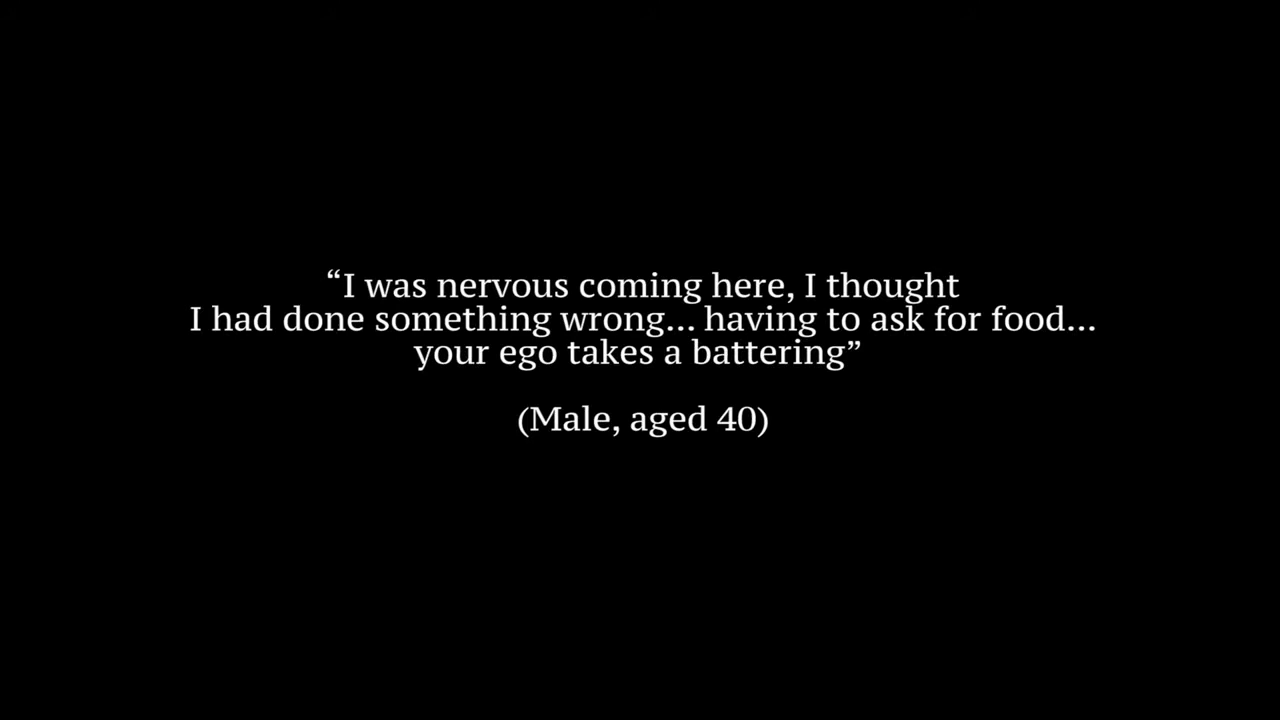 “I was nervous coming here, I thought
I had done something wrong... having to ask for food...
your ego takes a battering”
(Male, aged 40)